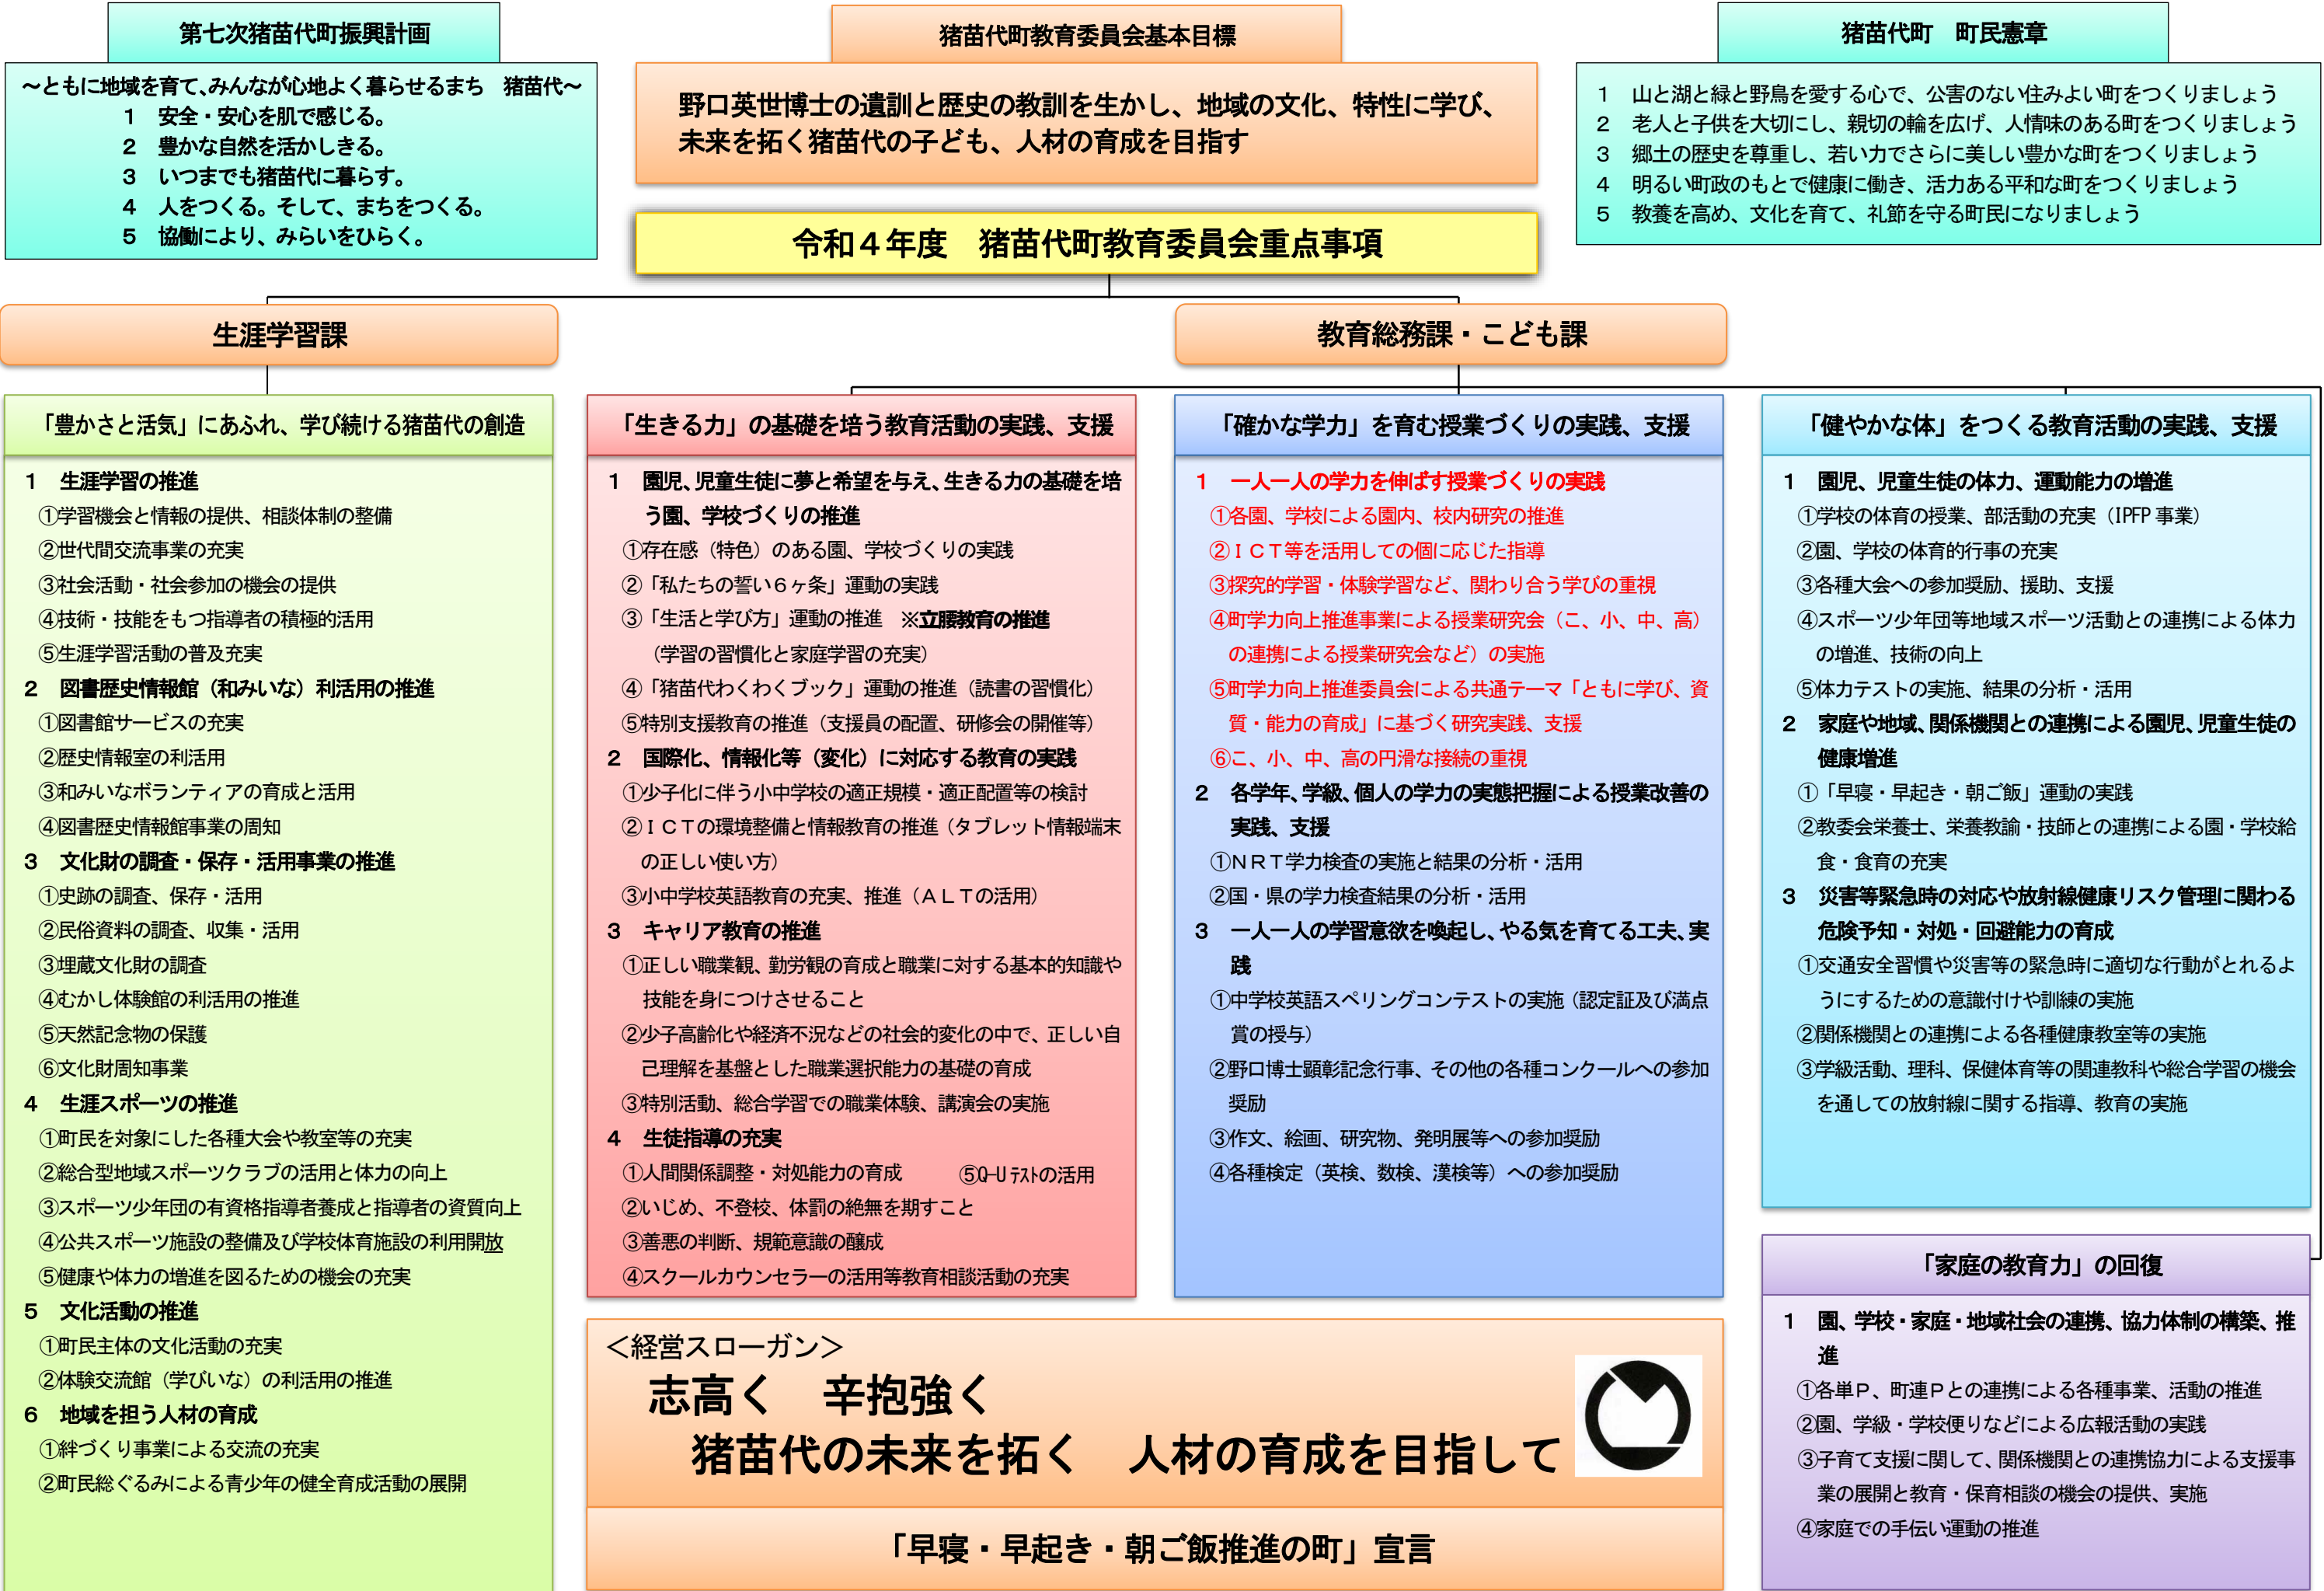 第七次猪苗代町振興計画
～ともに地域を育て、みんなが心地よく暮らせるまち　猪苗代～
１　安全・安心を肌で感じる。
２　豊かな自然を活かしきる。
３　いつまでも猪苗代に暮らす。
４　人をつくる。そして、まちをつくる。
５　協働により、みらいをひらく。
猪苗代町教育委員会基本目標
野口英世博士の遺訓と歴史の教訓を生かし、地域の文化、特性に学び、
未来を拓く猪苗代の子ども、人材の育成を目指す
猪苗代町　町民憲章
１　山と湖と緑と野鳥を愛する心で、公害のない住みよい町をつくりましょう
２　老人と子供を大切にし、親切の輪を広げ、人情味のある町をつくりましょう
３　郷土の歴史を尊重し、若い力でさらに美しい豊かな町をつくりましょう
４　明るい町政のもとで健康に働き、活力ある平和な町をつくりましょう
５　教養を高め、文化を育て、礼節を守る町民になりましょう
令和４年度　猪苗代町教育委員会重点事項
生涯学習課
教育総務課・こども課
「豊かさと活気」にあふれ、学び続ける猪苗代の創造
１　生涯学習の推進
①学習機会と情報の提供、相談体制の整備
②世代間交流事業の充実
③社会活動・社会参加の機会の提供
④技術・技能をもつ指導者の積極的活用
⑤生涯学習活動の普及充実
２　図書歴史情報館（和みいな）利活用の推進
①図書館サービスの充実
②歴史情報室の利活用
③和みいなボランティアの育成と活用
④図書歴史情報館事業の周知
３　文化財の調査・保存・活用事業の推進
①史跡の調査、保存・活用
②民俗資料の調査、収集・活用
③埋蔵文化財の調査
④むかし体験館の利活用の推進
⑤天然記念物の保護
⑥文化財周知事業
４　生涯スポーツの推進
①町民を対象にした各種大会や教室等の充実
②総合型地域スポーツクラブの活用と体力の向上
③スポーツ少年団の有資格指導者養成と指導者の資質向上
④公共スポーツ施設の整備及び学校体育施設の利用開放
⑤健康や体力の増進を図るための機会の充実
５　文化活動の推進
①町民主体の文化活動の充実
②体験交流館（学びいな）の利活用の推進
６　地域を担う人材の育成
①絆づくり事業による交流の充実
②町民総ぐるみによる青少年の健全育成活動の展開
「生きる力」の基礎を培う教育活動の実践、支援
１　園児、児童生徒に夢と希望を与え、生きる力の基礎を培
う園、学校づくりの推進
①存在感（特色）のある園、学校づくりの実践
②「私たちの誓い６ヶ条」運動の実践
③「生活と学び方」運動の推進　※立腰教育の推進
（学習の習慣化と家庭学習の充実）
④「猪苗代わくわくブック」運動の推進（読書の習慣化）
⑤特別支援教育の推進（支援員の配置、研修会の開催等）
２　国際化、情報化等（変化）に対応する教育の実践
①少子化に伴う小中学校の適正規模・適正配置等の検討
②ＩＣＴの環境整備と情報教育の推進（タブレット情報端末
の正しい使い方）
③小中学校英語教育の充実、推進（ＡＬＴの活用）
３　キャリア教育の推進
①正しい職業観、勤労観の育成と職業に対する基本的知識や
技能を身につけさせること
②少子高齢化や経済不況などの社会的変化の中で、正しい自
己理解を基盤とした職業選択能力の基礎の育成
③特別活動、総合学習での職業体験、講演会の実施
４　生徒指導の充実
①人間関係調整・対処能力の育成　　　⑤Q-Uﾃｽﾄの活用
②いじめ、不登校、体罰の絶無を期すこと
③善悪の判断、規範意識の醸成
④スクールカウンセラーの活用等教育相談活動の充実
「確かな学力」を育む授業づくりの実践、支援
１　一人一人の学力を伸ばす授業づくりの実践
①各園、学校による園内、校内研究の推進
②ＩＣＴ等を活用しての個に応じた指導
③探究的学習・体験学習など、関わり合う学びの重視
④町学力向上推進事業による授業研究会（こ、小、中、高）
の連携による授業研究会など）の実施
⑤町学力向上推進委員会による共通テーマ「ともに学び、資
質・能力の育成」に基づく研究実践、支援
⑥こ、小、中、高の円滑な接続の重視
２　各学年、学級、個人の学力の実態把握による授業改善の
実践、支援
①ＮＲＴ学力検査の実施と結果の分析・活用
②国・県の学力検査結果の分析・活用
３　一人一人の学習意欲を喚起し、やる気を育てる工夫、実
践
①中学校英語スペリングコンテストの実施（認定証及び満点
賞の授与）
②野口博士顕彰記念行事、その他の各種コンクールへの参加
奨励
③作文、絵画、研究物、発明展等への参加奨励
④各種検定（英検、数検、漢検等）への参加奨励
「健やかな体」をつくる教育活動の実践、支援
１　園児、児童生徒の体力、運動能力の増進
①学校の体育の授業、部活動の充実（IPFP 事業）
②園、学校の体育的行事の充実
③各種大会への参加奨励、援助、支援
④スポーツ少年団等地域スポーツ活動との連携による体力
の増進、技術の向上
⑤体力テストの実施、結果の分析・活用
２　家庭や地域、関係機関との連携による園児、児童生徒の
健康増進
①「早寝・早起き・朝ご飯」運動の実践
②教委会栄養士、栄養教諭・技師との連携による園・学校給
食・食育の充実
３　災害等緊急時の対応や放射線健康リスク管理に関わる
危険予知・対処・回避能力の育成
①交通安全習慣や災害等の緊急時に適切な行動がとれるよ
うにするための意識付けや訓練の実施
②関係機関との連携による各種健康教室等の実施
③学級活動、理科、保健体育等の関連教科や総合学習の機会
を通しての放射線に関する指導、教育の実施
「家庭の教育力」の回復
１　園、学校・家庭・地域社会の連携、協力体制の構築、推
進
①各単Ｐ、町連Ｐとの連携による各種事業、活動の推進
②園、学級・学校便りなどによる広報活動の実践
③子育て支援に関して、関係機関との連携協力による支援事
業の展開と教育・保育相談の機会の提供、実施
④家庭での手伝い運動の推進
＜経営スローガン＞
志高く　辛抱強く
猪苗代の未来を拓く　人材の育成を目指して
「早寝・早起き・朝ご飯推進の町」宣言